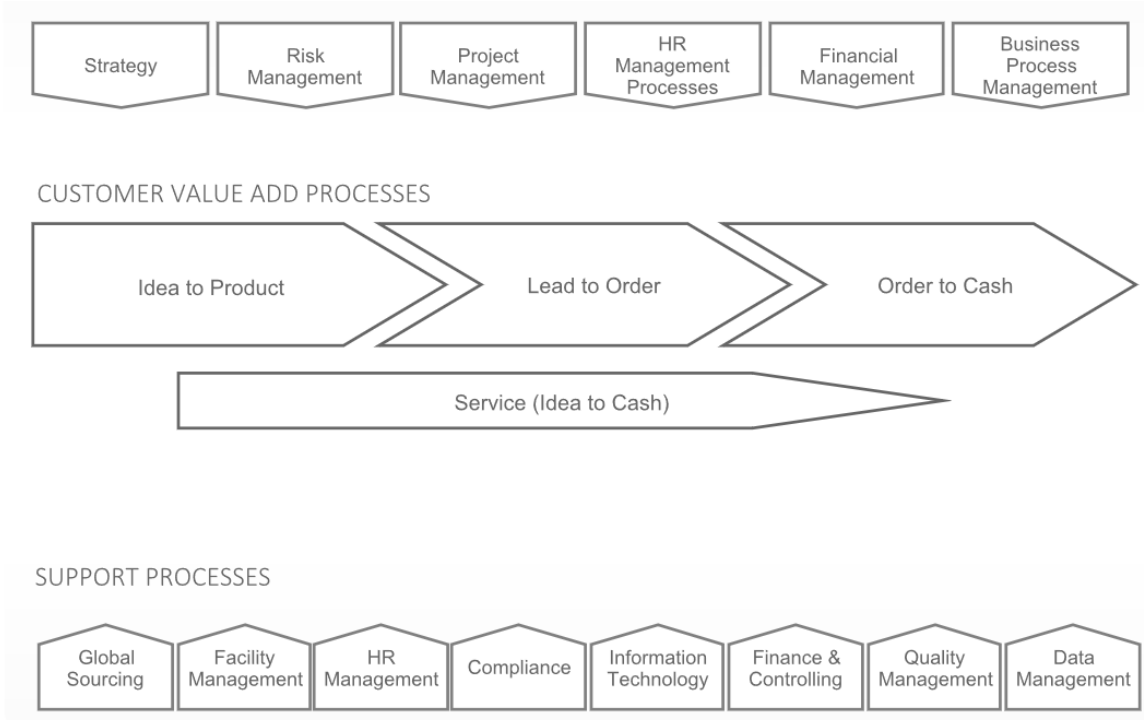 Strategy
Risk
Management
Project
Management
HR
Management
Processes
Financial
Management
Business
Process
Management
CUSTOMER VALUE ADD PROCESSES
Idea to Product
Lead to Order
Order to Cash
Service (Idea to Cash)
SUPPORT PROCESSES
Global
Sourcing
Facility
Management
HR
Management
Compliance
Information
Technology
Finance &
Controlling
Quality
Management
Data
Management